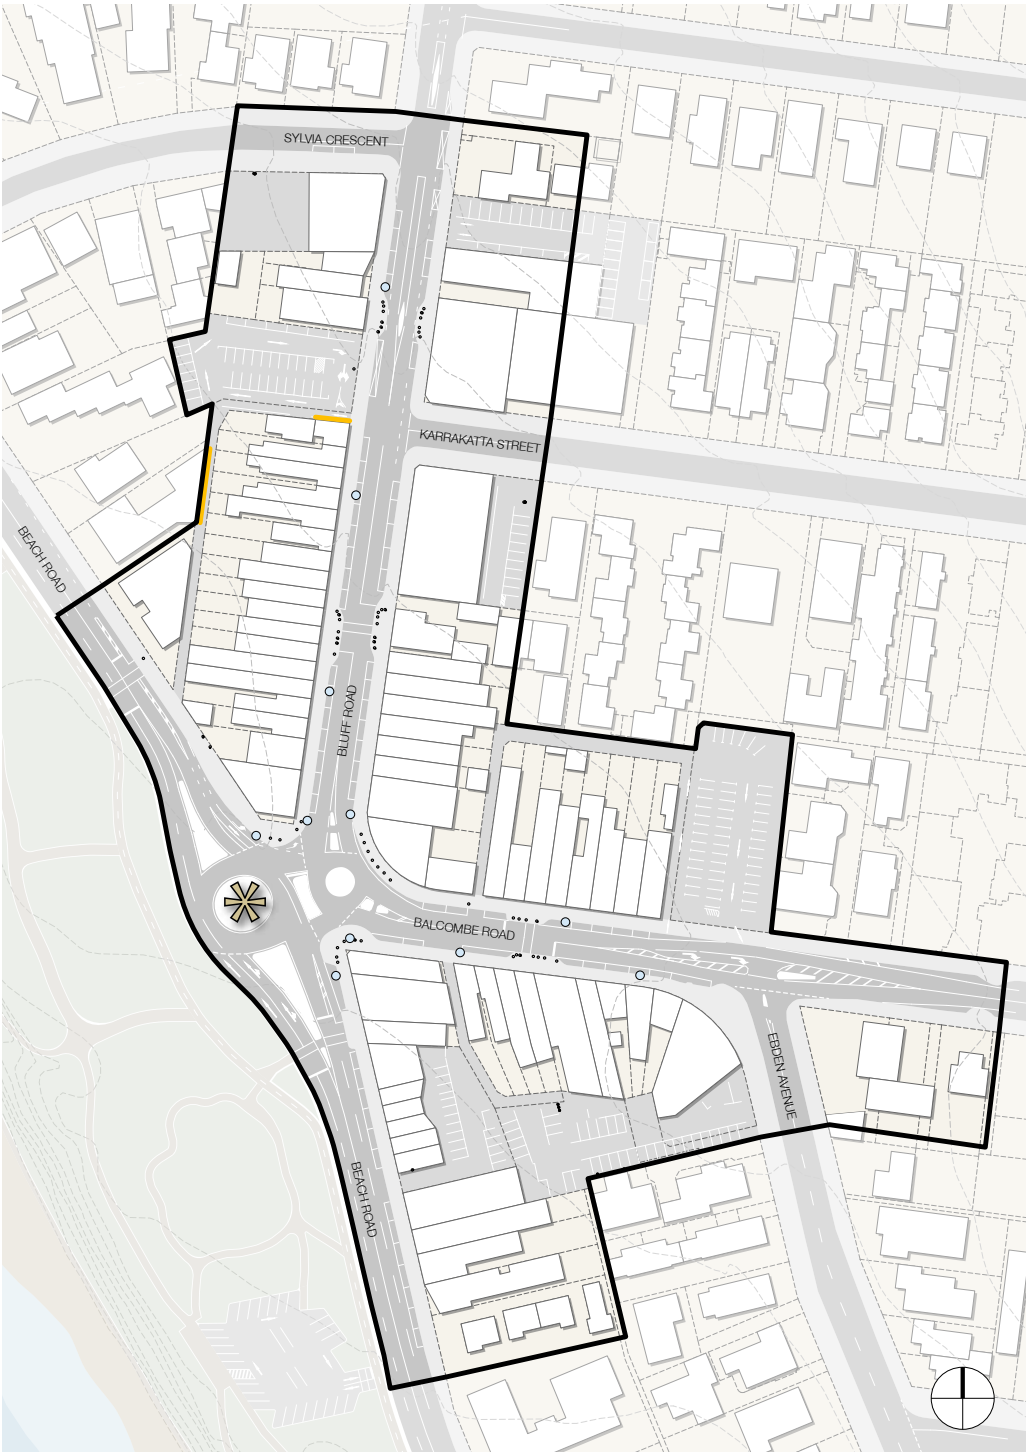 SYLVIA CRESCENT
KARRAKATTA STREET
BEACH ROAD
BLUFF ROAD
BALCOMBE ROAD
EBDEN AVENUE
BEACH ROAD